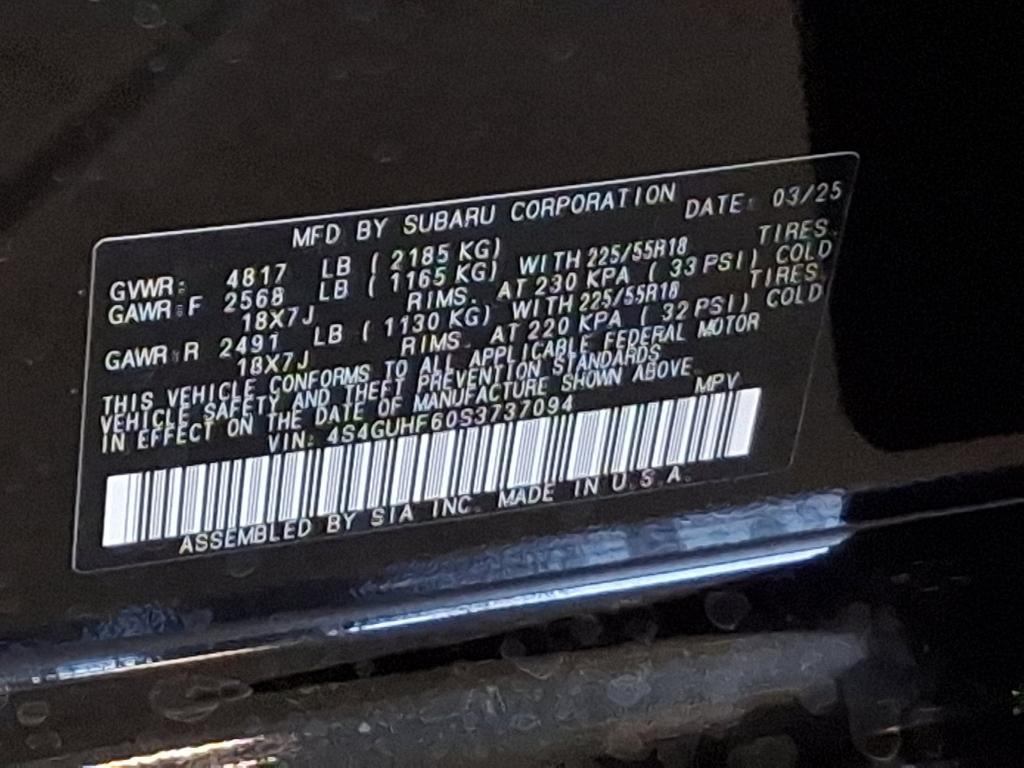 MFD BY SUBARU CORPORATION DATE: 03/25
GVWR: 4817 LB ( 2185 KG)
GAWR:F 2568 LB ( 1165 KG) WITH 225/55R18 TIRES.
18X7J RIMS. AT 230 KPA ( 33 PSI) COLD
GAWR:R 2491 LB ( 1130 KG) WITH 225/55R18 TIRES.
18X7J RIMS. AT 220 KPA ( 32 PSI) COLD
THIS VEHICLE CONFORMS TO ALL APPLICABLE FEDERAL MOTOR
VEHICLE SAFETY AND THEFT PREVENTION STANDARDS
IN EFFECT ON THE DATE OF MANUFACTURE SHOWN ABOVE.
VIN: 4S4GUHF60S3737094 MPV
ASSEMBLED BY SIA INC. MADE IN U.S.A.